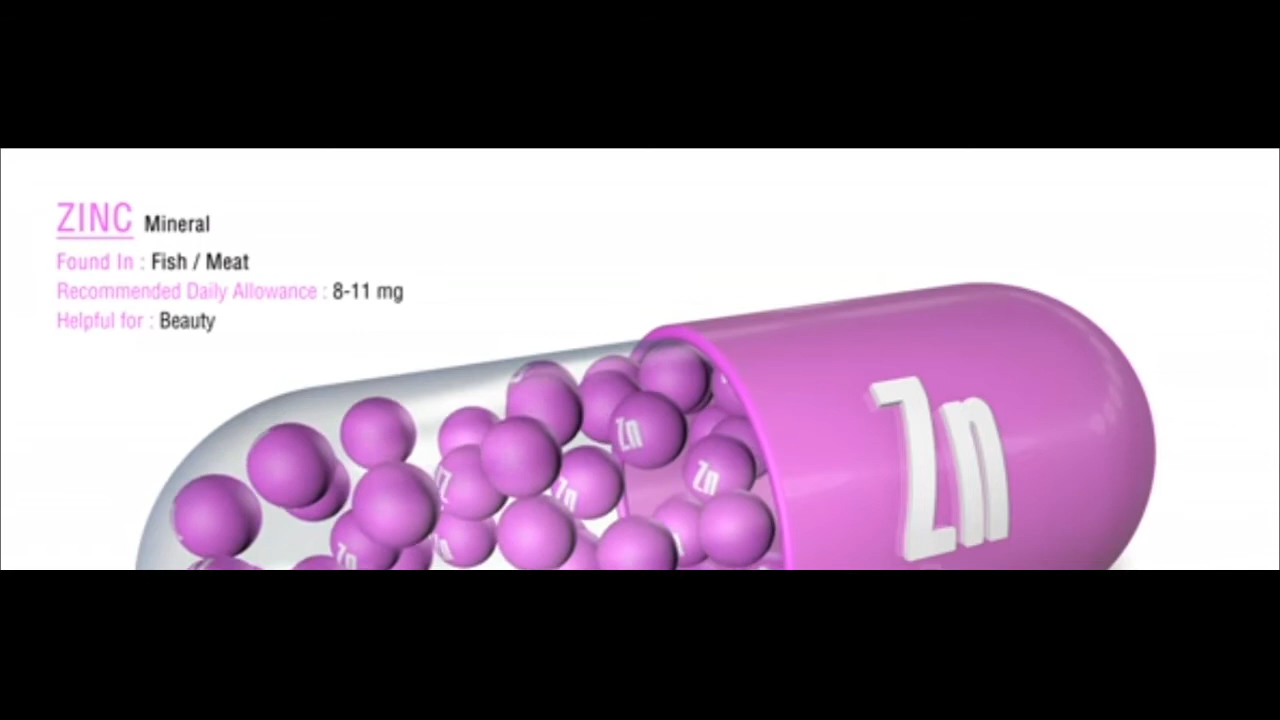 ZINC Mineral
Found In : Fish / Meat
Recommended Daily Allowance : 8-11 mg
Helpful for : Beauty
Zn
Zn
Zn
Zn
Zn